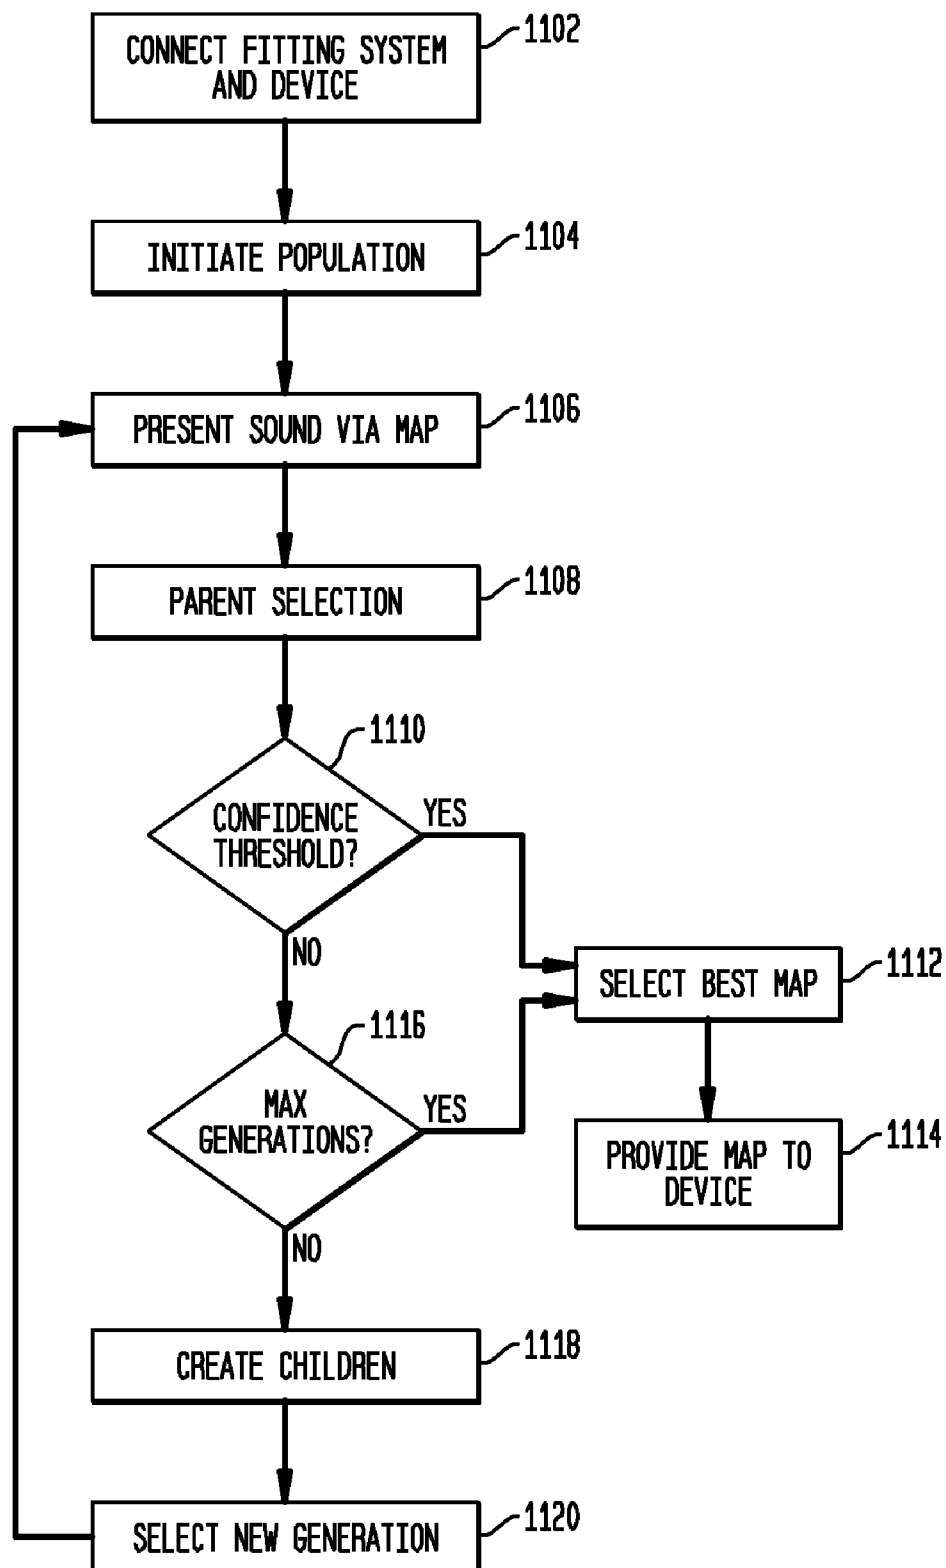 CONNECT FITTING SYSTEM
AND DEVICE
1102
INITIATE POPULATION
1104
PRESENT SOUND VIA MAP
1106
PARENT SELECTION
1108
CONFIDENCE
THRESHOLD?
1110
YES
NO
SELECT BEST MAP
1112
MAX
GENERATIONS?
1116
YES
NO
PROVIDE MAP TO
DEVICE
1114
CREATE CHILDREN
1118
SELECT NEW GENERATION
1120